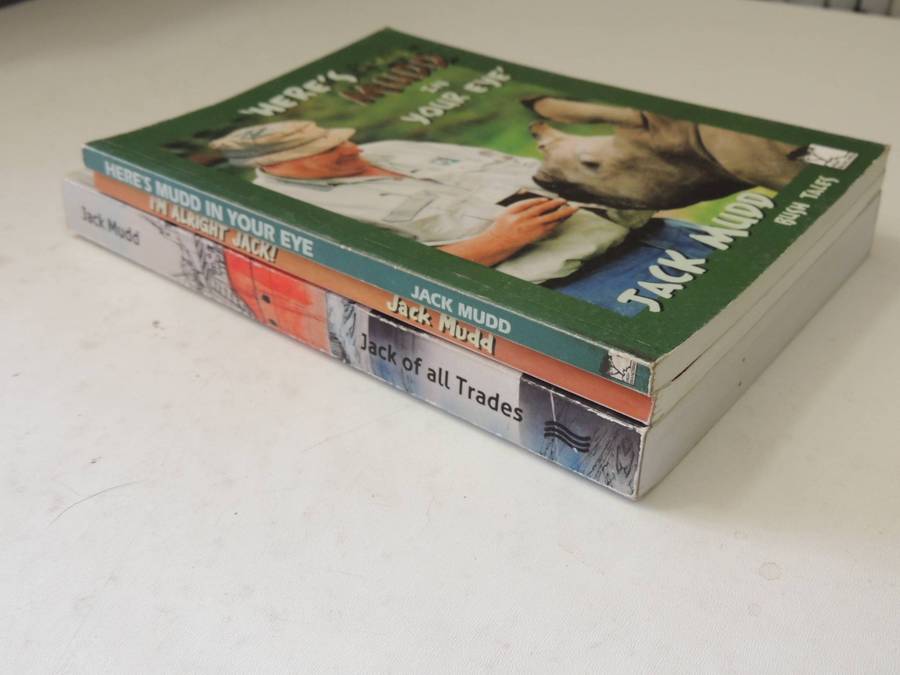 'HERE'S
MUDD
IN
YOUR EYE'
JACK MUDD
BUSH TALES
HERE'S MUDD IN YOUR EYE
JACK MUDD
I'M ALRIGHT JACK!
Jack Mudd
Jack Mudd
Jack of all Trades